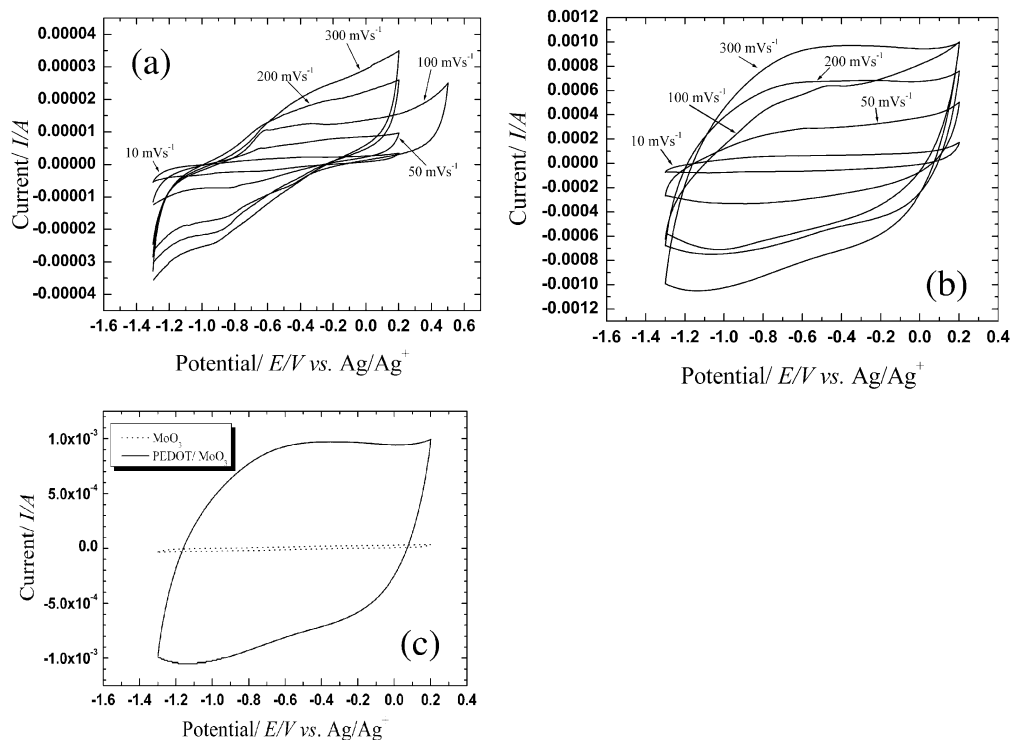 (a)
0.00004
0.00003
0.00002
0.00001
0.00000
-0.00001
-0.00002
-0.00003
-0.00004
Current/ I/A
300 mVs-1
200 mVs-1
100 mVs-1
10 mVs-1
50 mVs-1
-1.6 -1.4 -1.2 -1.0 -0.8 -0.6 -0.4 -0.2 0.0 0.2 0.4 0.6
Potential/ E/V vs. Ag/Ag+
0.0012
0.0010
0.0008
0.0006
0.0004
0.0002
0.0000
-0.0002
-0.0004
-0.0006
-0.0008
-0.0010
-0.0012
Current/ I/A
300 mVs-1
200 mVs-1
100 mVs-1
50 mVs-1
10 mVs-1
(b)
-1.6 -1.4 -1.2 -1.0 -0.8 -0.6 -0.4 -0.2 0.0 0.2 0.4
Potential/ E/V vs. Ag/Ag+
MoO3
PEDOT/ MoO3
1.0x10-3
5.0x10-4
0.0
-5.0x10-4
-1.0x10-3
Current/ I/A
(c)
-1.6 -1.4 -1.2 -1.0 -0.8 -0.6 -0.4 -0.2 0.0 0.2 0.4
Potential/ E/V vs. Ag/Ag−